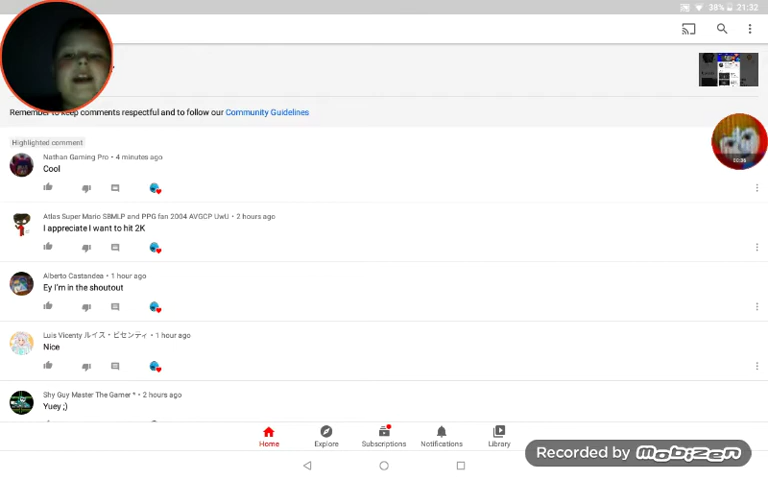 38% 21:32
Remember to keep comments respectful and to follow our Community Guidelines
Highlighted comment
Nathan Gaming Pro • 4 minutes ago
Cool
00:36
Atlas Super Mario SBMLP and PPG fan 2004 AVGCP UwU • 2 hours ago
I appreciate I want to hit 2K
Alberto Castandea • 1 hour ago
Ey I'm in the shoutout
Luis Vicenty ルイス・ビセンティ • 1 hour ago
Nice
Shy Guy Master The Gamer * • 2 hours ago
Yuey ;)
Home Explore Subscriptions Notifications Library
Recorded by mobizen